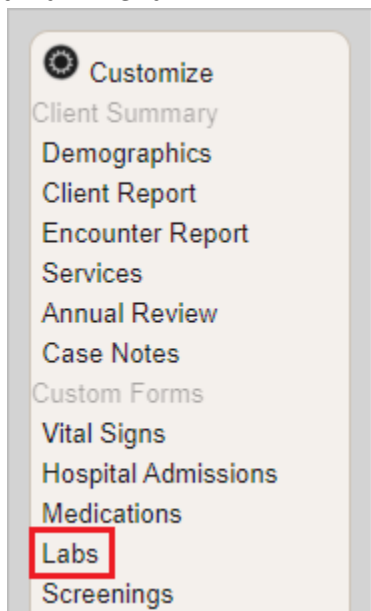 Customize
Client Summary
Demographics
Client Report
Encounter Report
Services
Annual Review
Case Notes
Custom Forms
Vital Signs
Hospital Admissions
Medications
Labs
Screenings